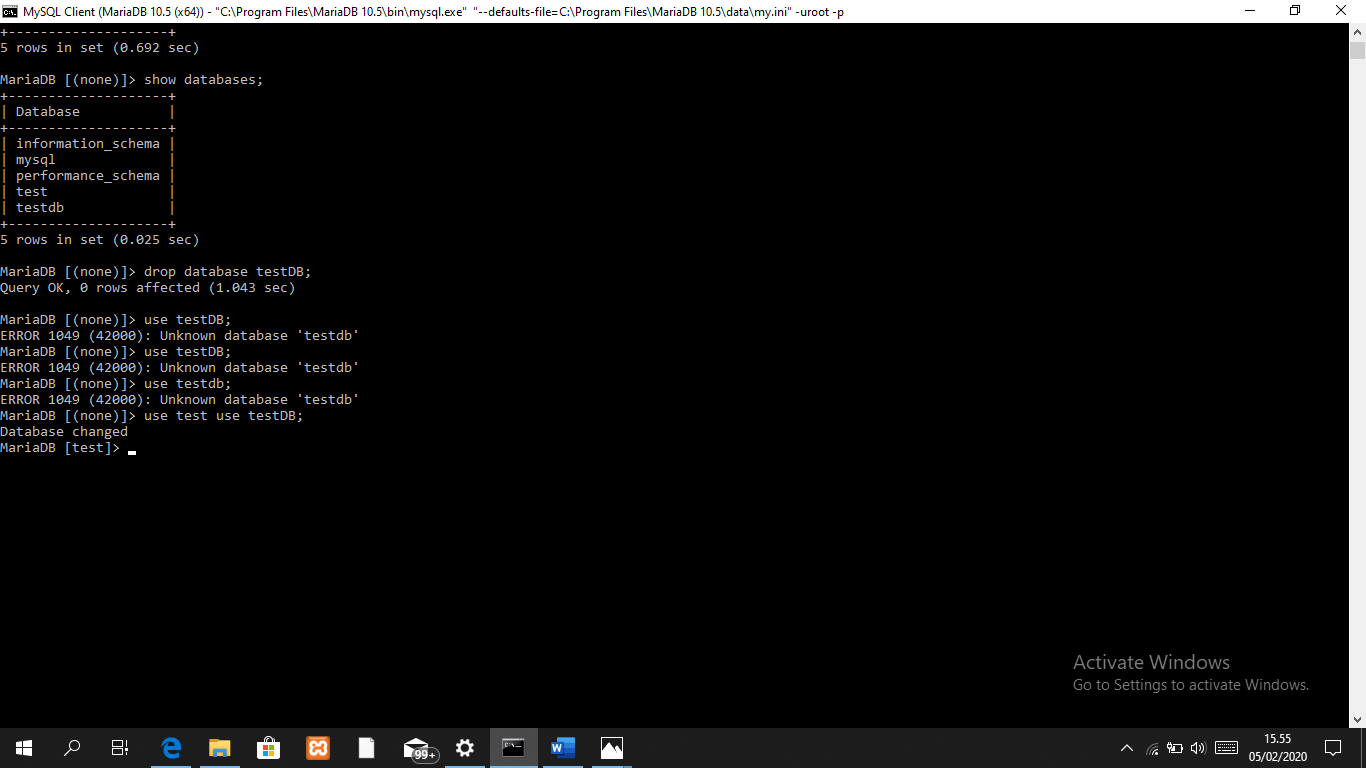 MySQL Client (MariaDB 10.5 (x64)) - "C:\Program Files\MariaDB 10.5\bin\mysql.exe" "--defaults-file=C:\Program Files\MariaDB 10.5\data\my.ini" -uroot -p
+--------------------+
5 rows in set (0.692 sec)
MariaDB [(none)]> show databases;
+--------------------+
| Database           |
+--------------------+
| information_schema |
| mysql              |
| performance_schema |
| test               |
| testdb             |
+--------------------+
5 rows in set (0.025 sec)
MariaDB [(none)]> drop database testDB;
Query OK, 0 rows affected (1.043 sec)
MariaDB [(none)]> use testDB;
ERROR 1049 (42000): Unknown database 'testdb'
MariaDB [(none)]> use testDB;
ERROR 1049 (42000): Unknown database 'testdb'
MariaDB [(none)]> use testdb;
ERROR 1049 (42000): Unknown database 'testdb'
MariaDB [(none)]> use test use testDB;
Database changed
MariaDB [test]>
Activate Windows
Go to Settings to activate Windows.
99+
15.55
05/02/2020